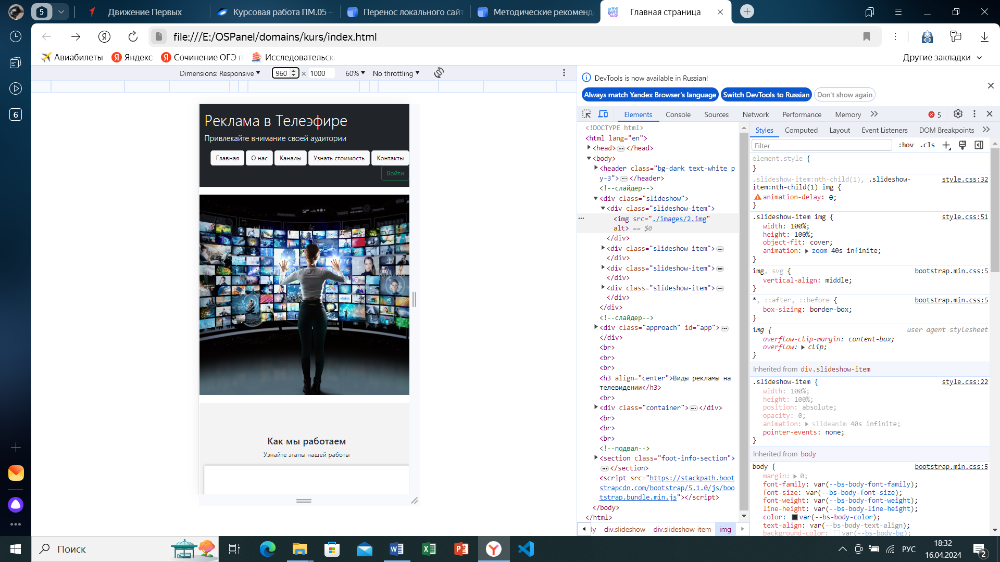 5
Движение Первых
Курсовая работа ПМ.05 –
Перенос локального сайт
Методические рекоменд
Главная страница
file:///E:/OSPanel/domains/kurs/index.html
Авиабилеты
Яндекс
Сочинение ОГЭ п
Исследовательск
Другие закладки
6
Dimensions: Responsive
960 × 1000
60%
No throttling
Реклама в Телеэфире
Привлекайте внимание своей аудитории
Главная
О нас
Каналы
Узнать стоимость
Контакты
Войти
Как мы работаем
Узнайте этапы нашей работы
DevTools is now available in Russian!
Always match Yandex Browser's language
Switch DevTools to Russian
Don't show again
Elements
Console
Sources
Network
Performance
Memory
5
<!DOCTYPE html>
<html lang="en">
<head> ⋯ </head>
<body>
<header class="bg-dark text-white p
y-3"> ⋯ </header>
<!--слайдер-->
<div class="slideshow">
<div class="slideshow-item">
<img src="./images/2.img"
alt> == $0
</div>
<div class="slideshow-item"> ⋯
</div>
<div class="slideshow-item"> ⋯
</div>
<div class="slideshow-item"> ⋯
</div>
</div>
<!--слайдер-->
<div class="approach" id="app"> ⋯
</div>
<br>
<br>
<br>
<h3 align="center">Виды рекламы на
телевидении</h3>
<br>
<div class="container"> ⋯ </div>
<br>
<br>
<br>
<!--подвал-->
<section class="foot-info-section">
⋯ </section>
<script src="https://stackpath.boot
strapcdn.com/bootstrap/5.1.0/js/boo
tstrap.bundle.min.js"></script>
</body>
</html>
dy
div.slideshow
div.slideshow-item
img
Styles
Computed
Layout
Event Listeners
DOM Breakpoints
Filter
:hov
.cls
element.style {
}
.slideshow-item:nth-child(1), .slideshow-
item:nth-child(1) img {
style.css:32
animation-delay: 0;
}
.slideshow-item img {
style.css:51
width: 100%;
height: 100%;
object-fit: cover;
animation: zoom 40s infinite;
}
img, svg {
bootstrap.min.css:5
vertical-align: middle;
}
*, ::after, ::before {
bootstrap.min.css:5
box-sizing: border-box;
}
img {
user agent stylesheet
overflow-clip-margin: content-box;
overflow: clip;
}
Inherited from div.slideshow-item
.slideshow-item {
style.css:22
width: 100%;
height: 100%;
position: absolute;
opacity: 0;
animation: slideanim 40s infinite;
pointer-events: none;
}
Inherited from body
body {
bootstrap.min.css:5
margin: 0;
font-family: var(--bs-body-font-family);
font-size: var(--bs-body-font-size);
font-weight: var(--bs-body-font-weight);
line-height: var(--bs-body-line-height);
color: var(--bs-body-color);
text-align: var(--bs-body-text-align);
background-color: var(--bs-body-bg);
Поиск
РУС
18:32
16.04.2024
2